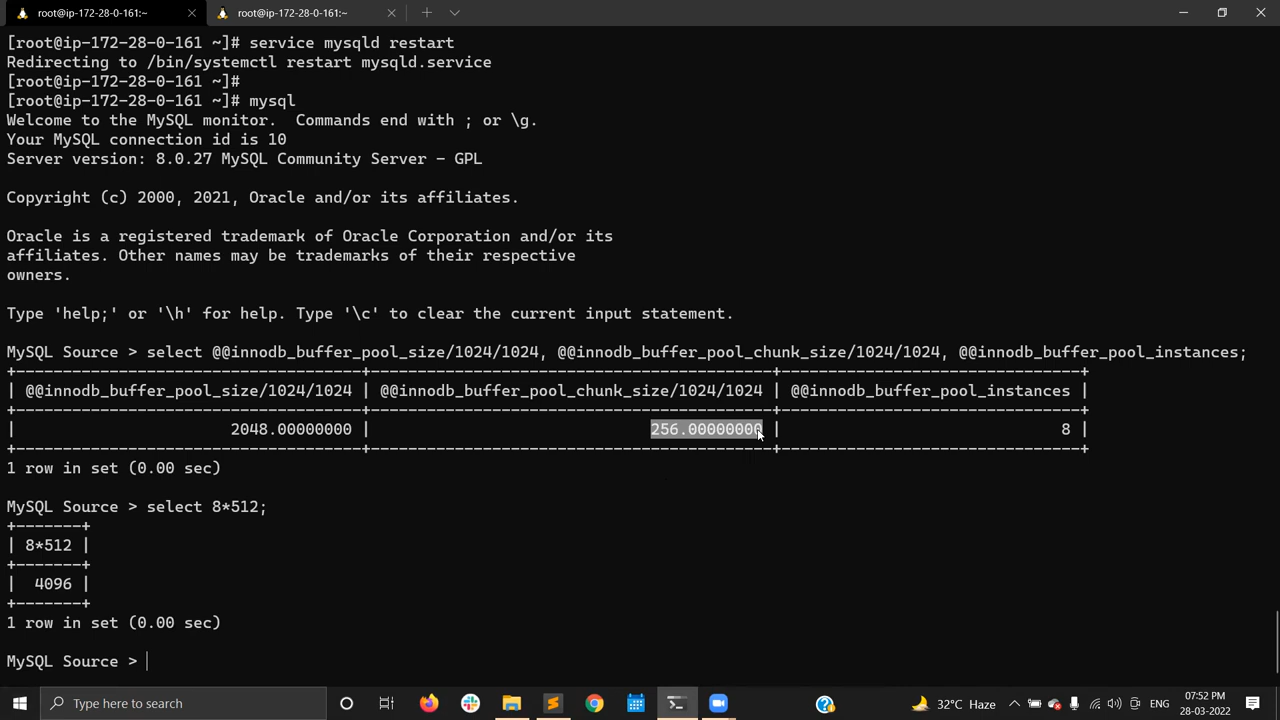 root@ip-172-28-0-161:~
root@ip-172-28-0-161:~
[root@ip-172-28-0-161 ~]# service mysqld restart
Redirecting to /bin/systemctl restart mysqld.service
[root@ip-172-28-0-161 ~]#
[root@ip-172-28-0-161 ~]# mysql
Welcome to the MySQL monitor.  Commands end with ; or \g.
Your MySQL connection id is 10
Server version: 8.0.27 MySQL Community Server - GPL
Copyright (c) 2000, 2021, Oracle and/or its affiliates.
Oracle is a registered trademark of Oracle Corporation and/or its
affiliates. Other names may be trademarks of their respective
owners.
Type 'help;' or '\h' for help. Type '\c' to clear the current input statement.
MySQL Source > select @@innodb_buffer_pool_size/1024/1024, @@innodb_buffer_pool_chunk_size/1024/1024, @@innodb_buffer_pool_instances;
+-------------------------------------+-------------------------------------------+--------------------------------+
| @@innodb_buffer_pool_size/1024/1024 | @@innodb_buffer_pool_chunk_size/1024/1024 | @@innodb_buffer_pool_instances |
+-------------------------------------+-------------------------------------------+--------------------------------+
|                       2048.00000000 |                              256.00000000 |                              8 |
+-------------------------------------+-------------------------------------------+--------------------------------+
1 row in set (0.00 sec)
MySQL Source > select 8*512;
+-------+
| 8*512 |
+-------+
|  4096 |
+-------+
1 row in set (0.00 sec)
MySQL Source >
Type here to search
32°C Haze
ENG
07:52 PM
28-03-2022